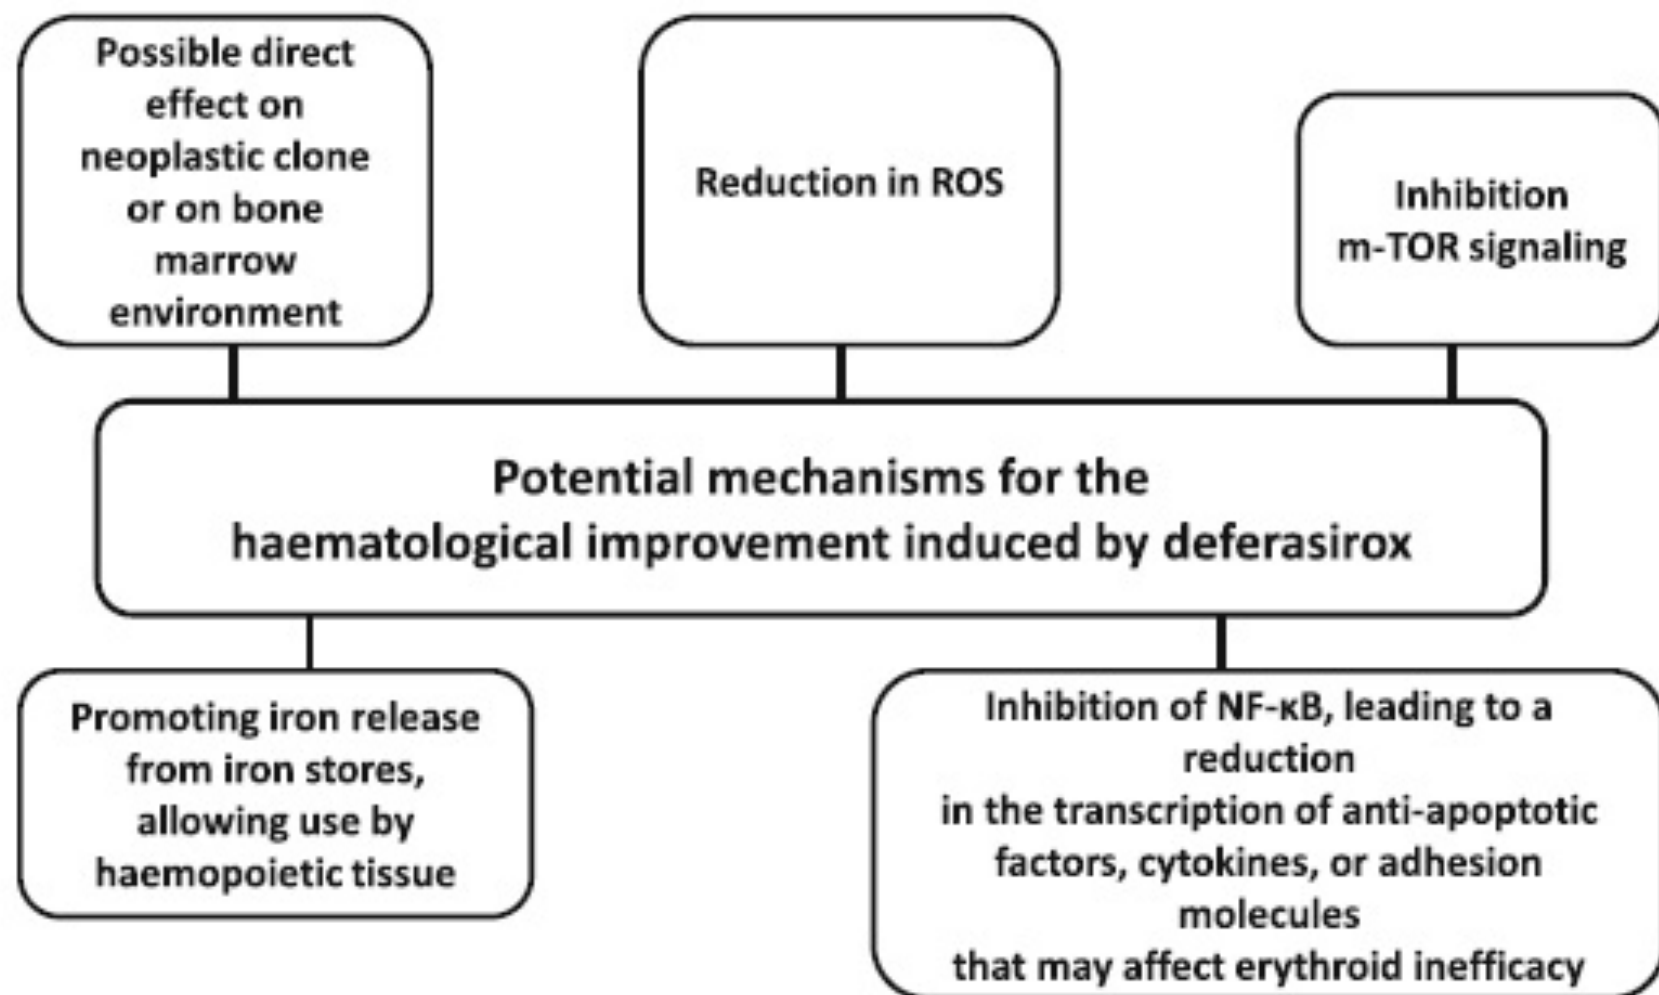 Possible direct
effect on
neoplastic clone
or on bone
marrow
environment
Reduction in ROS
Inhibition
m-TOR signaling
Potential mechanisms for the
haematological improvement induced by deferasirox
Promoting iron release
from iron stores,
allowing use by
haemopoietic tissue
Inhibition of NF-κB, leading to a
reduction
in the transcription of anti-apoptotic
factors, cytokines, or adhesion
molecules
that may affect erythroid inefficacy